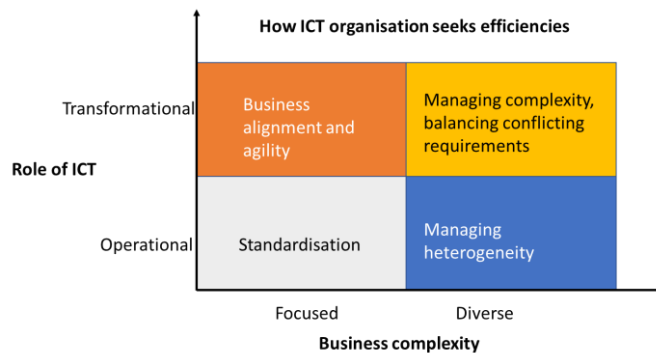 How ICT organisation seeks efficiencies
Transformational
Business
alignment and
agility
Managing complexity,
balancing conflicting
requirements
Role of ICT
Operational
Standardisation
Managing
heterogeneity
Focused
Diverse
Business complexity